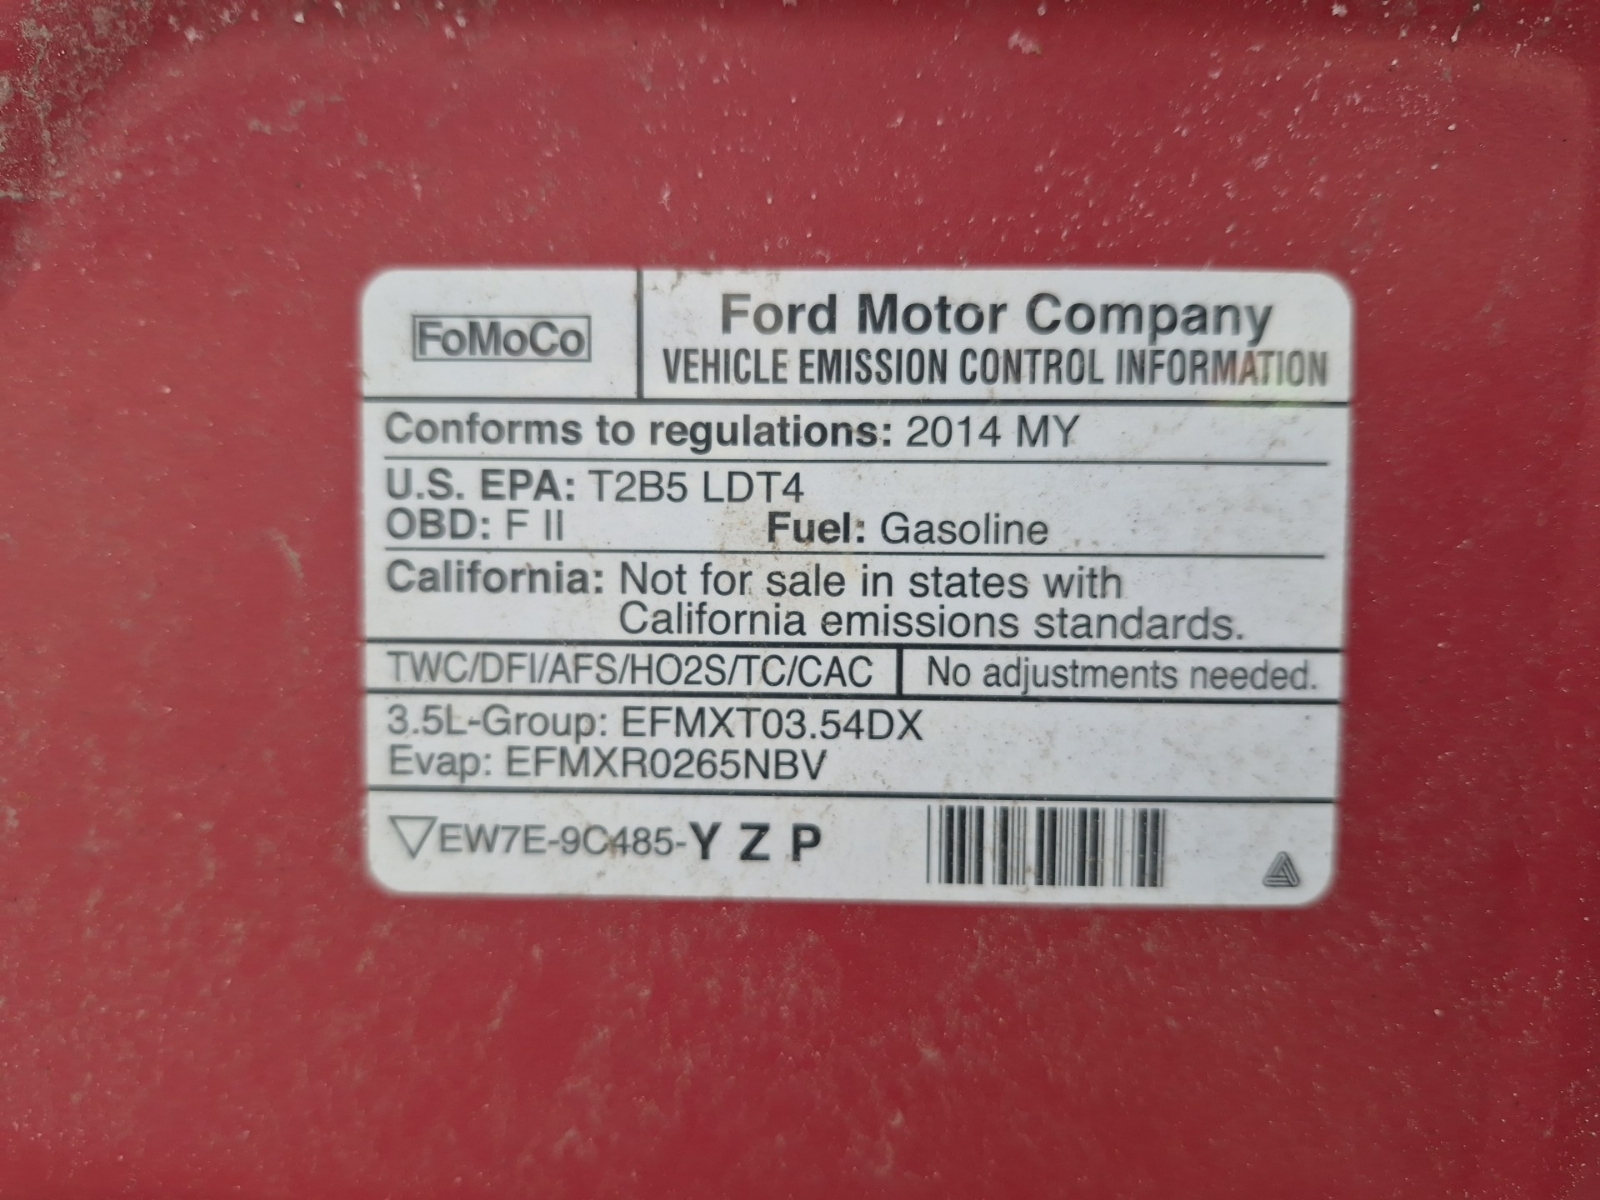 FoMoCo
Ford Motor Company
VEHICLE EMISSION CONTROL INFORMATION
Conforms to regulations: 2014 MY
U.S. EPA: T2B5 LDT4
OBD: F II Fuel: Gasoline
California: Not for sale in states with
California emissions standards.
TWC/DFI/AFS/HO2S/TC/CAC No adjustments needed.
3.5L-Group: EFMXT03.54DX
Evap: EFMXR0265NBV
EW7E-9C485-Y Z P